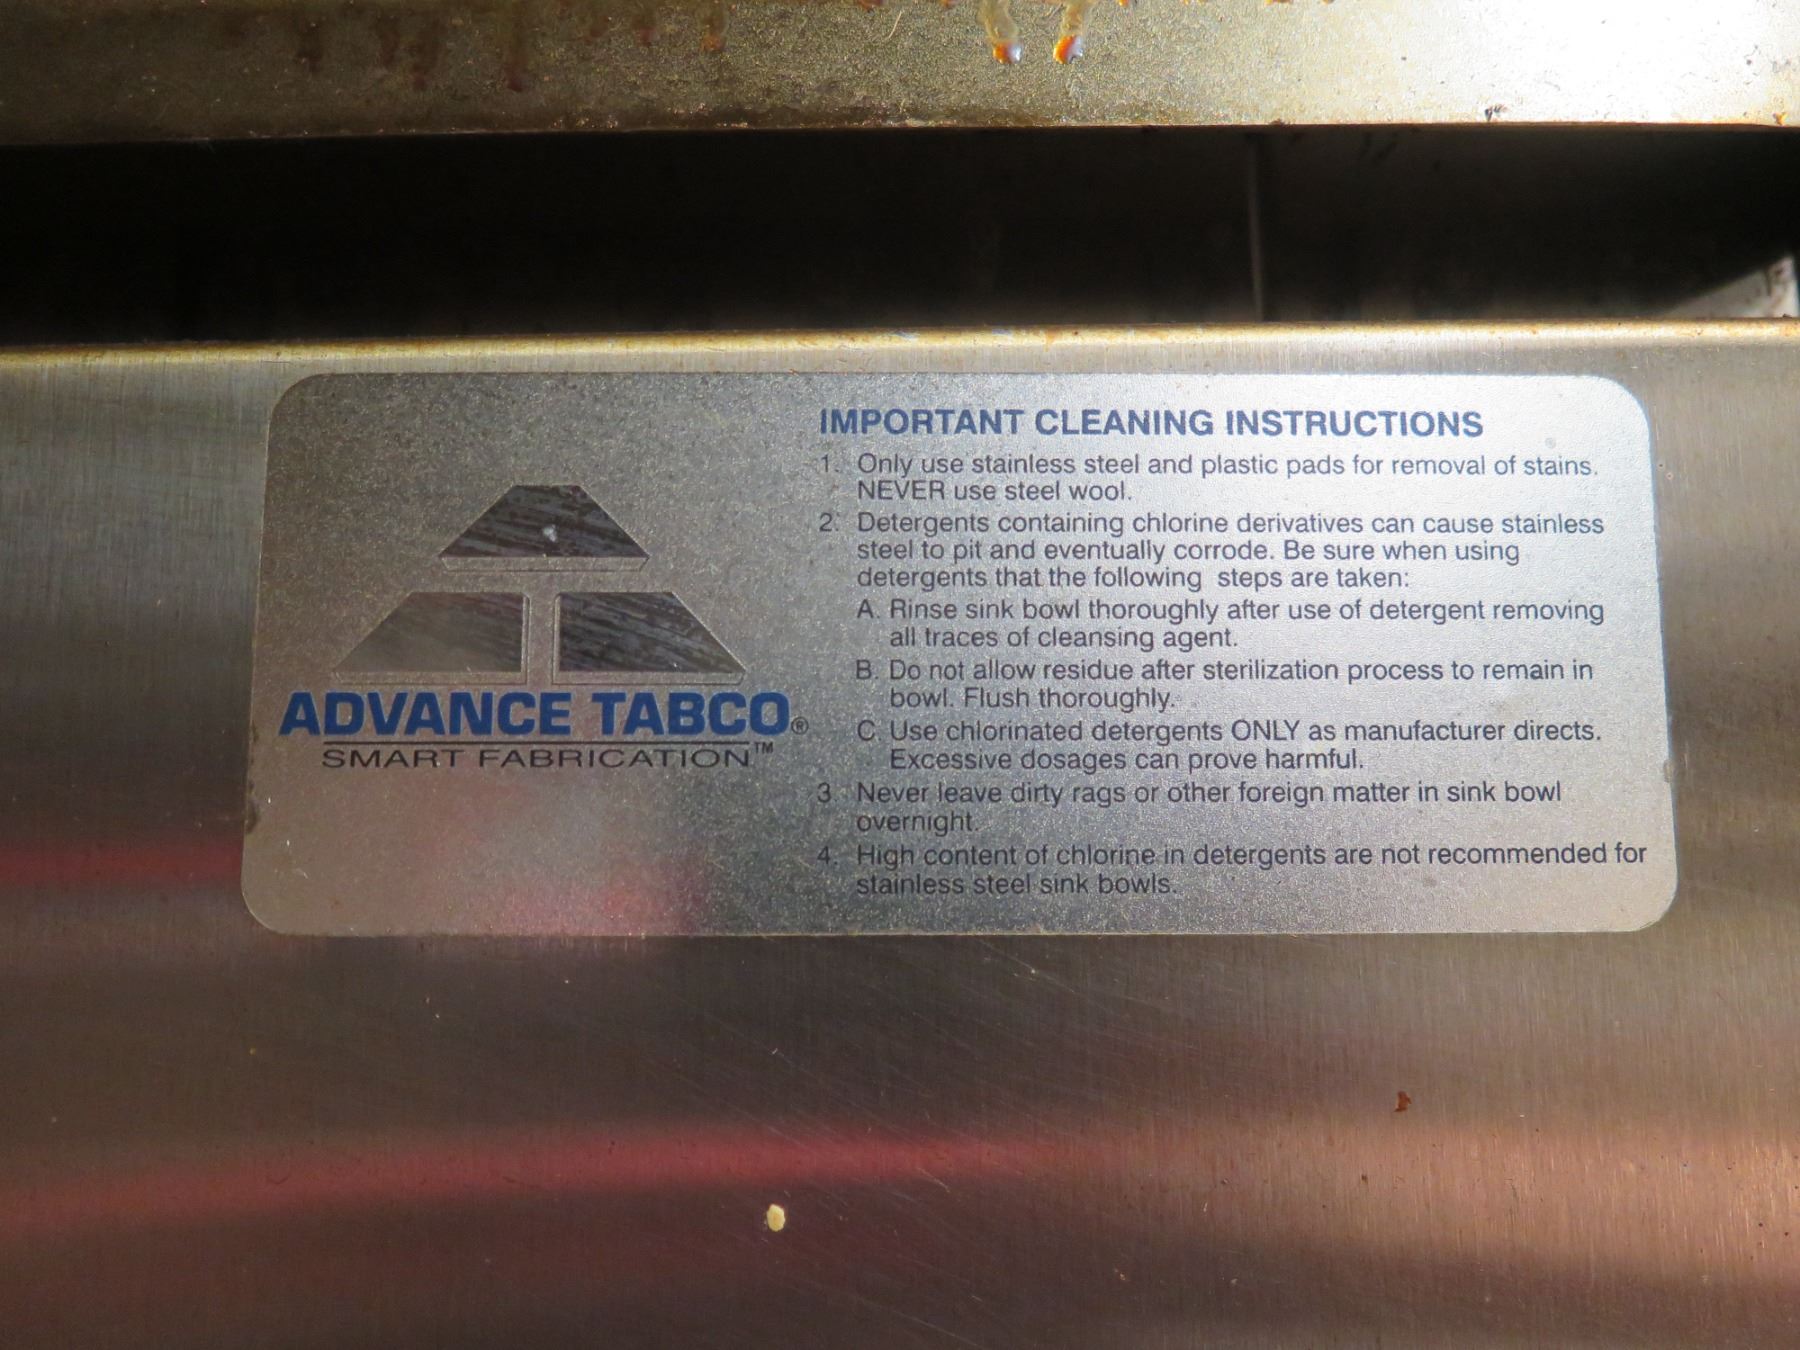 ADVANCE TABCO®
SMART FABRICATION™
IMPORTANT CLEANING INSTRUCTIONS
1. Only use stainless steel and plastic pads for removal of stains.
NEVER use steel wool.
2. Detergents containing chlorine derivatives can cause stainless
steel to pit and eventually corrode. Be sure when using
detergents that the following steps are taken:
A. Rinse sink bowl thoroughly after use of detergent removing
all traces of cleansing agent.
B. Do not allow residue after sterilization process to remain in
bowl. Flush thoroughly.
C. Use chlorinated detergents ONLY as manufacturer directs.
Excessive dosages can prove harmful.
3. Never leave dirty rags or other foreign matter in sink bowl
overnight.
4. High content of chlorine in detergents are not recommended for
stainless steel sink bowls.